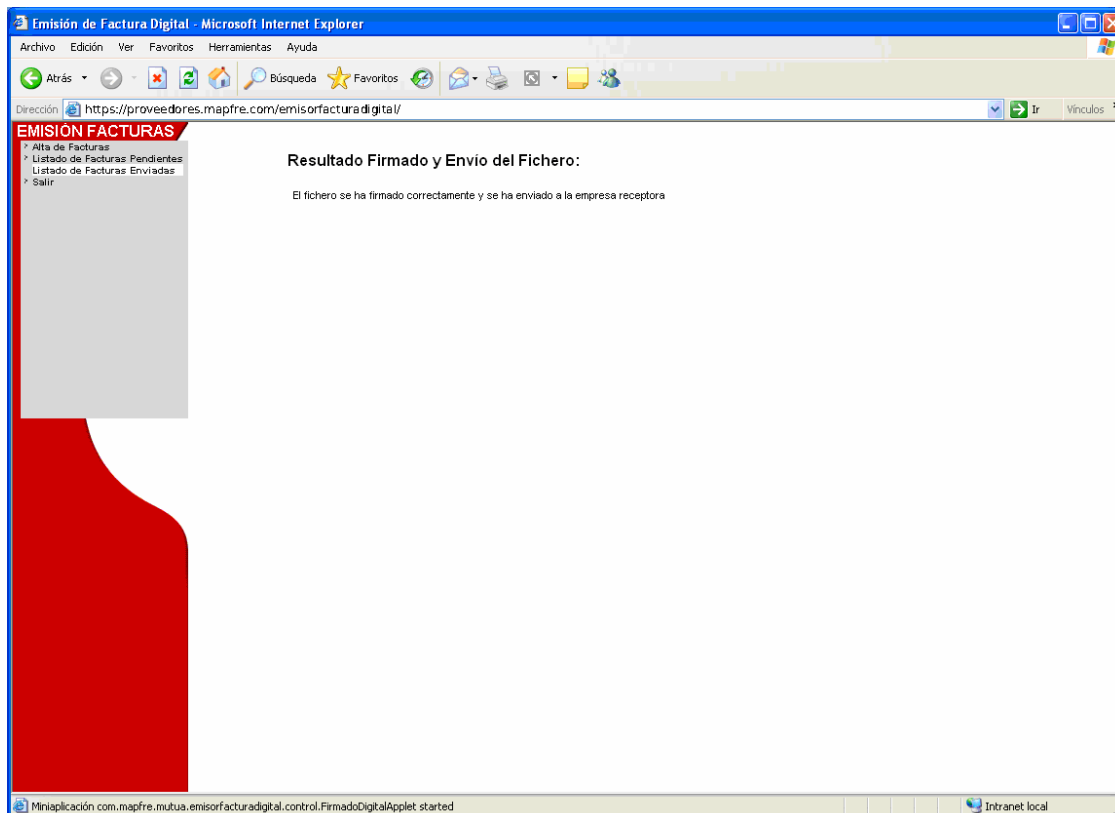 Emisión de Factura Digital - Microsoft Internet Explorer
Archivo Edición Ver Favoritos Herramientas Ayuda
Atrás Búsqueda Favoritos
Dirección https://proveedores.mapfre.com/emisorfacturadigital/ Ir Vínculos
EMISIÓN FACTURAS
Alta de Facturas
Listado de Facturas Pendientes
Listado de Facturas Enviadas
Salir
Resultado Firmado y Envío del Fichero:
El fichero se ha firmado correctamente y se ha enviado a la empresa receptora
Miniaplicación com.mapfre.mutua.emisorfacturadigital.control.FirmadoDigitalApplet started Intranet local